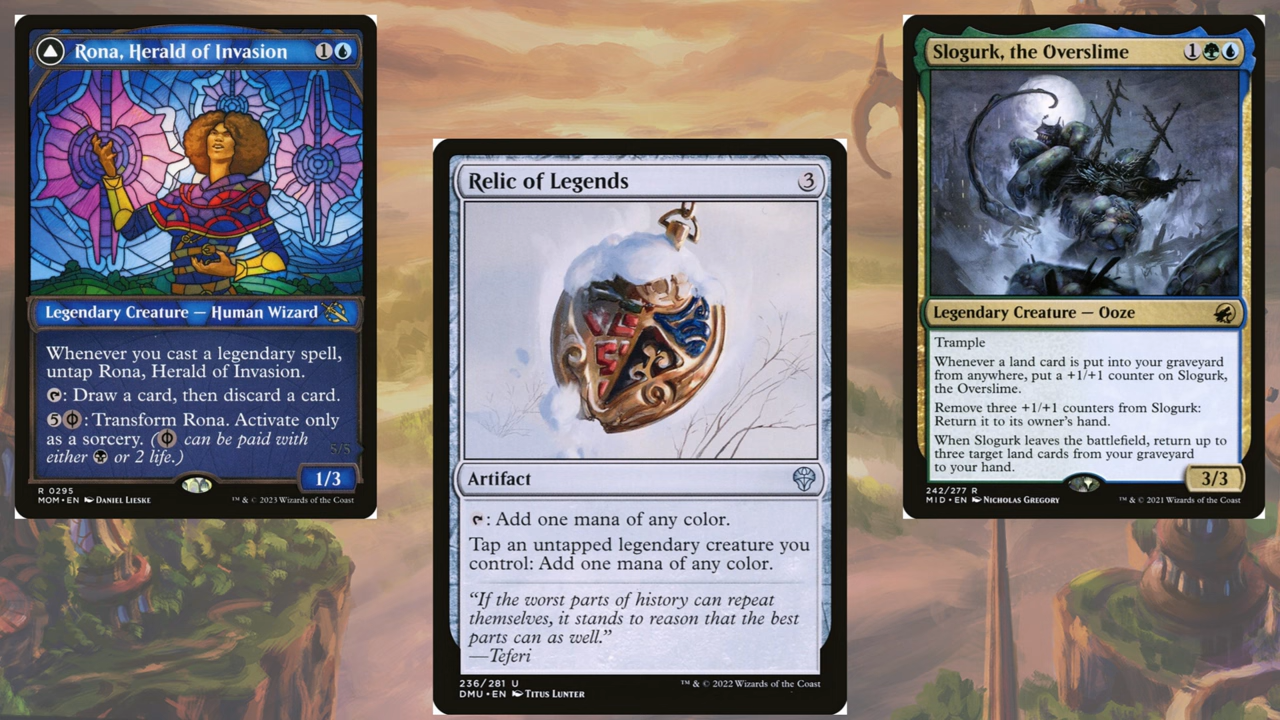 Rona, Herald of Invasion 1
Legendary Creature — Human Wizard
Whenever you cast a legendary spell,
untap Rona, Herald of Invasion.
: Draw a card, then discard a card.
5 : Transform Rona. Activate only
as a sorcery. ( can be paid with
either or 2 life.)
5/5
1/3
R 0295
MOM • EN Daniel Lieske
™ & © 2023 Wizards of the Coast
Relic of Legends 3
Artifact
: Add one mana of any color.
Tap an untapped legendary creature you
control: Add one mana of any color.
“If the worst parts of history can repeat
themselves, it stands to reason that the best
parts can as well.”
—Teferi
236/281 U
DMU • EN Titus Lunter
™ & © 2022 Wizards of the Coast
Slogurk, the Overslime 1
Legendary Creature — Ooze
Trample
Whenever a land card is put into your graveyard
from anywhere, put a +1/+1 counter on Slogurk,
the Overslime.
Remove three +1/+1 counters from Slogurk:
Return it to its owner's hand.
When Slogurk leaves the battlefield, return up to
three target land cards from your graveyard
to your hand.
3/3
242/277 R
MID • EN Nicholas Gregory
™ & © 2021 Wizards of the Coast